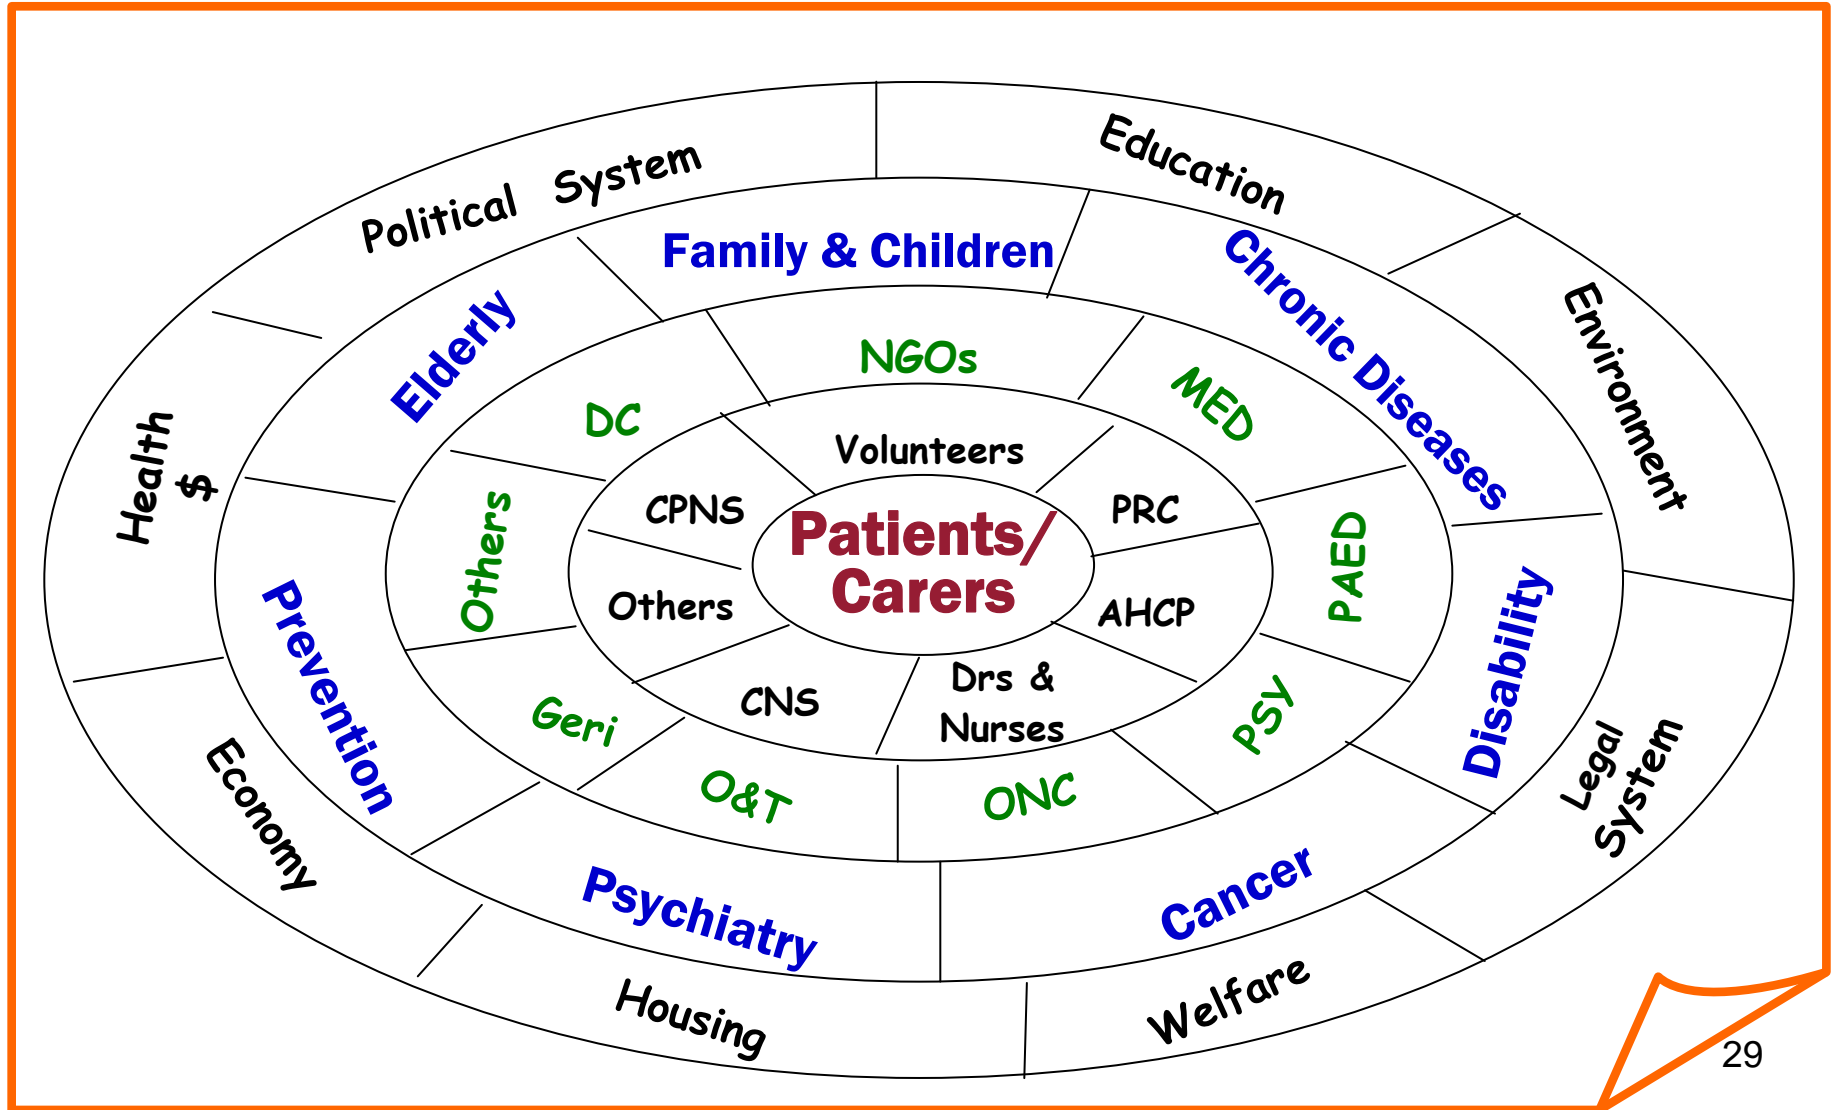 Political System
Education
Environment
Legal
System
Welfare
Housing
Economy
Health
$
Family & Children
Chronic Diseases
Disability
Cancer
Psychiatry
Prevention
Elderly
NGOs
MED
PAED
PSY
ONC
O&T
Geri
Others
DC
Volunteers
PRC
AHCP
Drs &
Nurses
CNS
Others
CPNS
Patients/
Carers
29